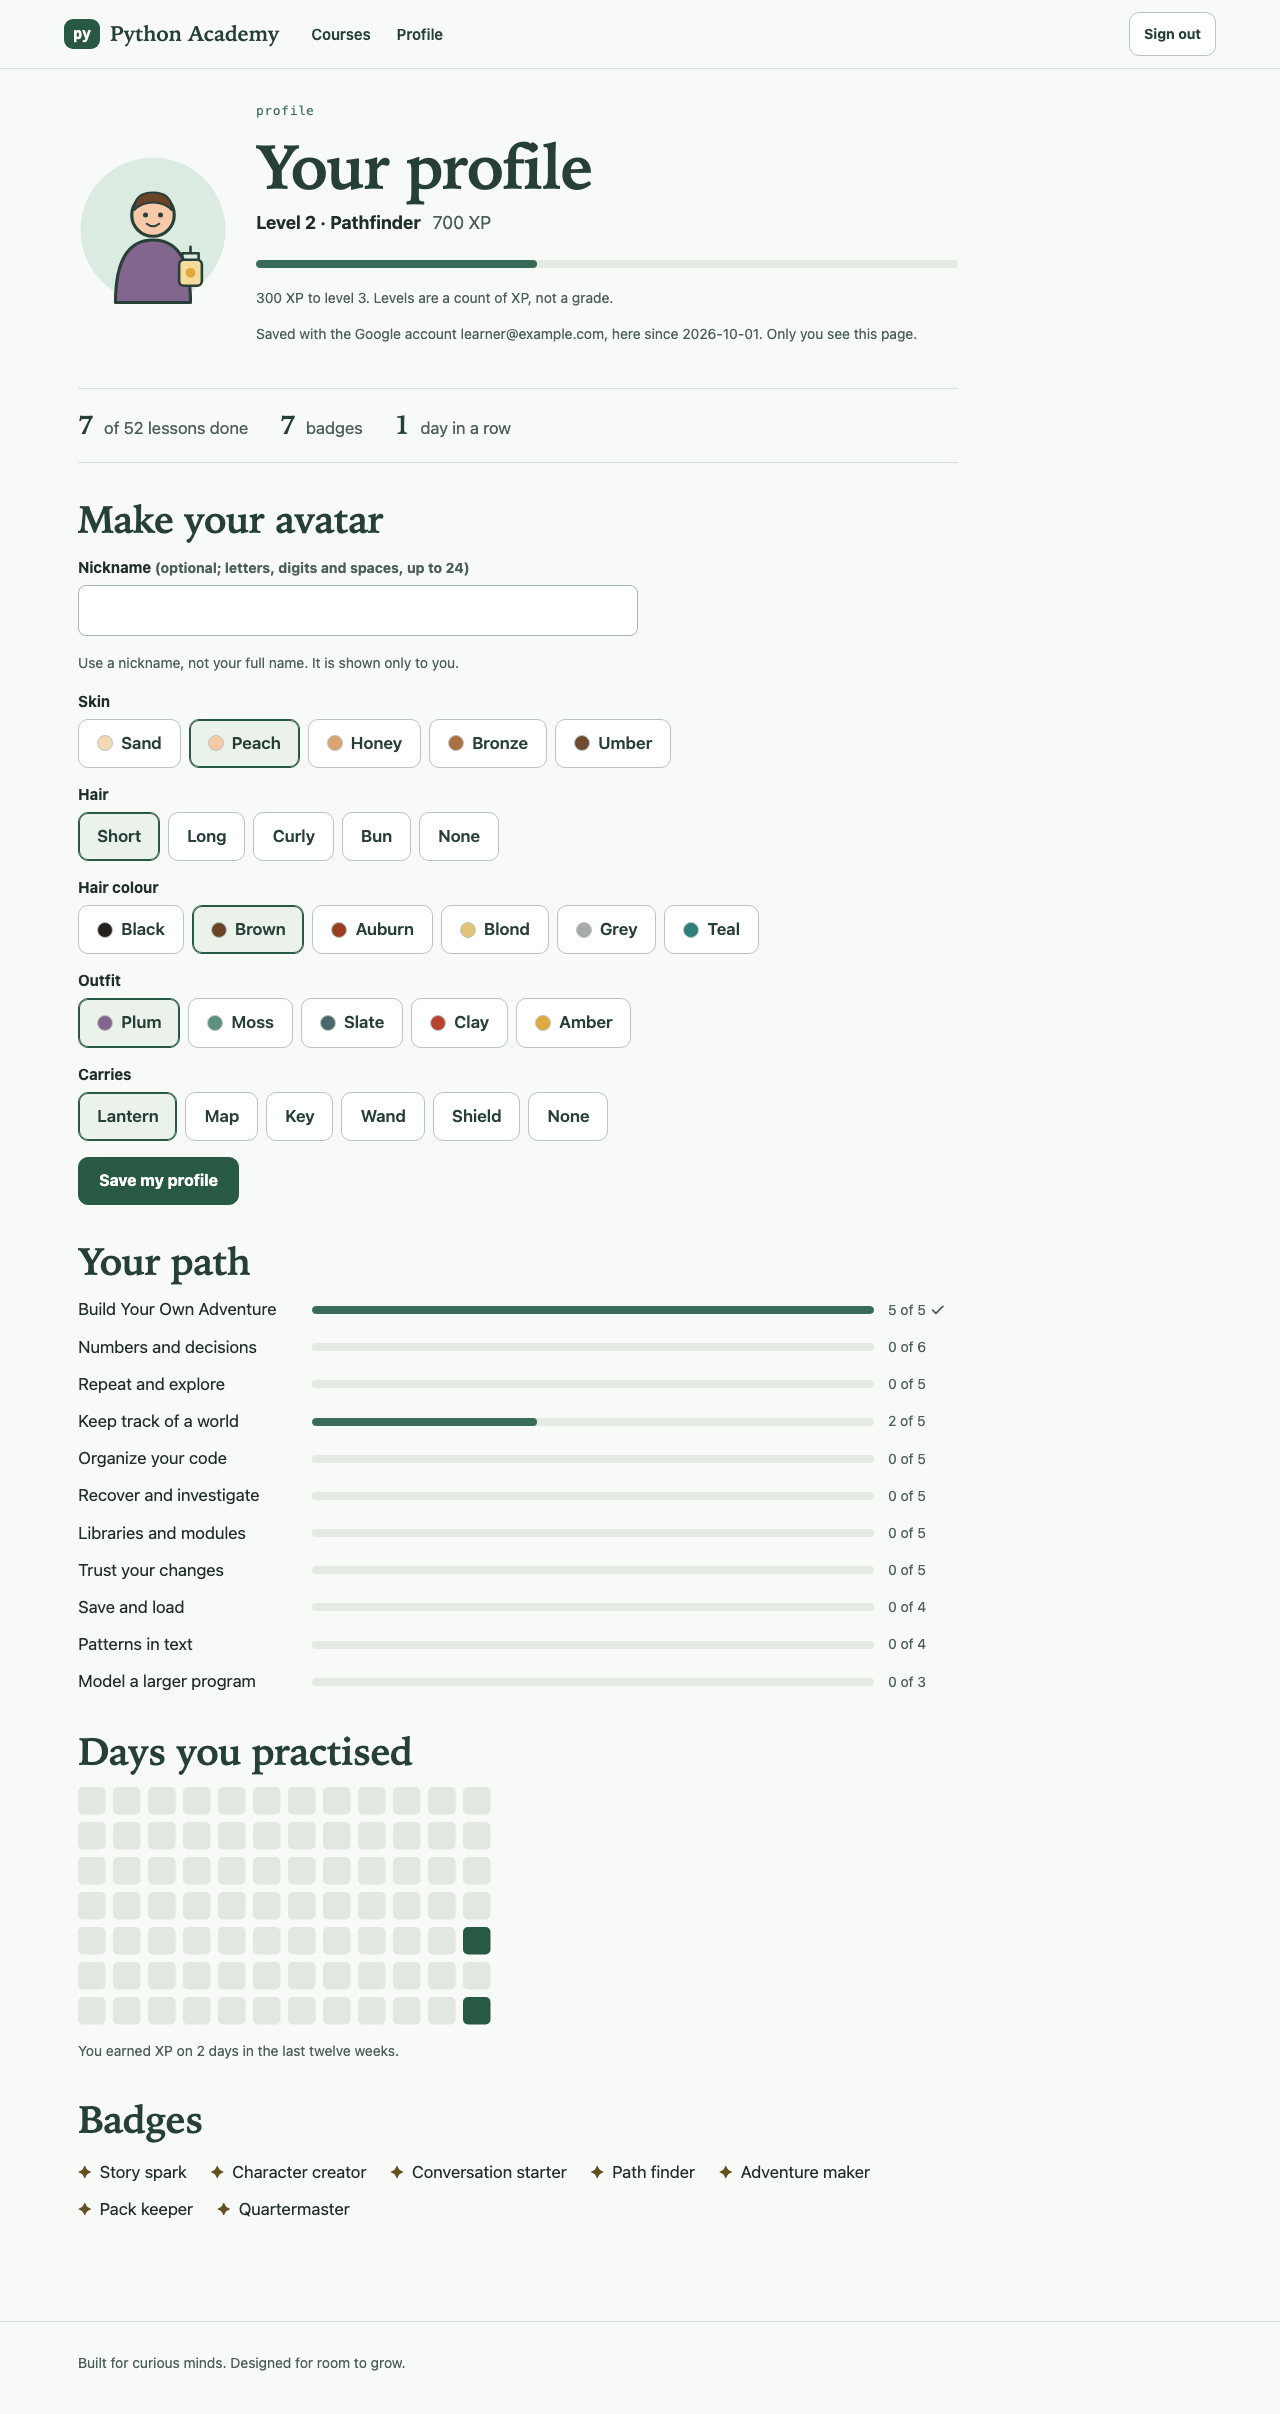 py Python Academy Courses Profile Sign out
profile
Your profile
Level 2 · Pathfinder 700 XP
300 XP to level 3. Levels are a count of XP, not a grade.
Saved with the Google account learner@example.com, here since 2026-10-01. Only you see this page.
7 of 52 lessons done 7 badges 1 day in a row
Make your avatar
Nickname (optional; letters, digits and spaces, up to 24)
Use a nickname, not your full name. It is shown only to you.
Skin
Sand Peach Honey Bronze Umber
Hair
Short Long Curly Bun None
Hair colour
Black Brown Auburn Blond Grey Teal
Outfit
Plum Moss Slate Clay Amber
Carries
Lantern Map Key Wand Shield None
Save my profile
Your path
Build Your Own Adventure 5 of 5 ✓
Numbers and decisions 0 of 6
Repeat and explore 0 of 5
Keep track of a world 2 of 5
Organize your code 0 of 5
Recover and investigate 0 of 5
Libraries and modules 0 of 5
Trust your changes 0 of 5
Save and load 0 of 4
Patterns in text 0 of 4
Model a larger program 0 of 3
Days you practised
You earned XP on 2 days in the last twelve weeks.
Badges
✦ Story spark ✦ Character creator ✦ Conversation starter ✦ Path finder ✦ Adventure maker
✦ Pack keeper ✦ Quartermaster
Built for curious minds. Designed for room to grow.